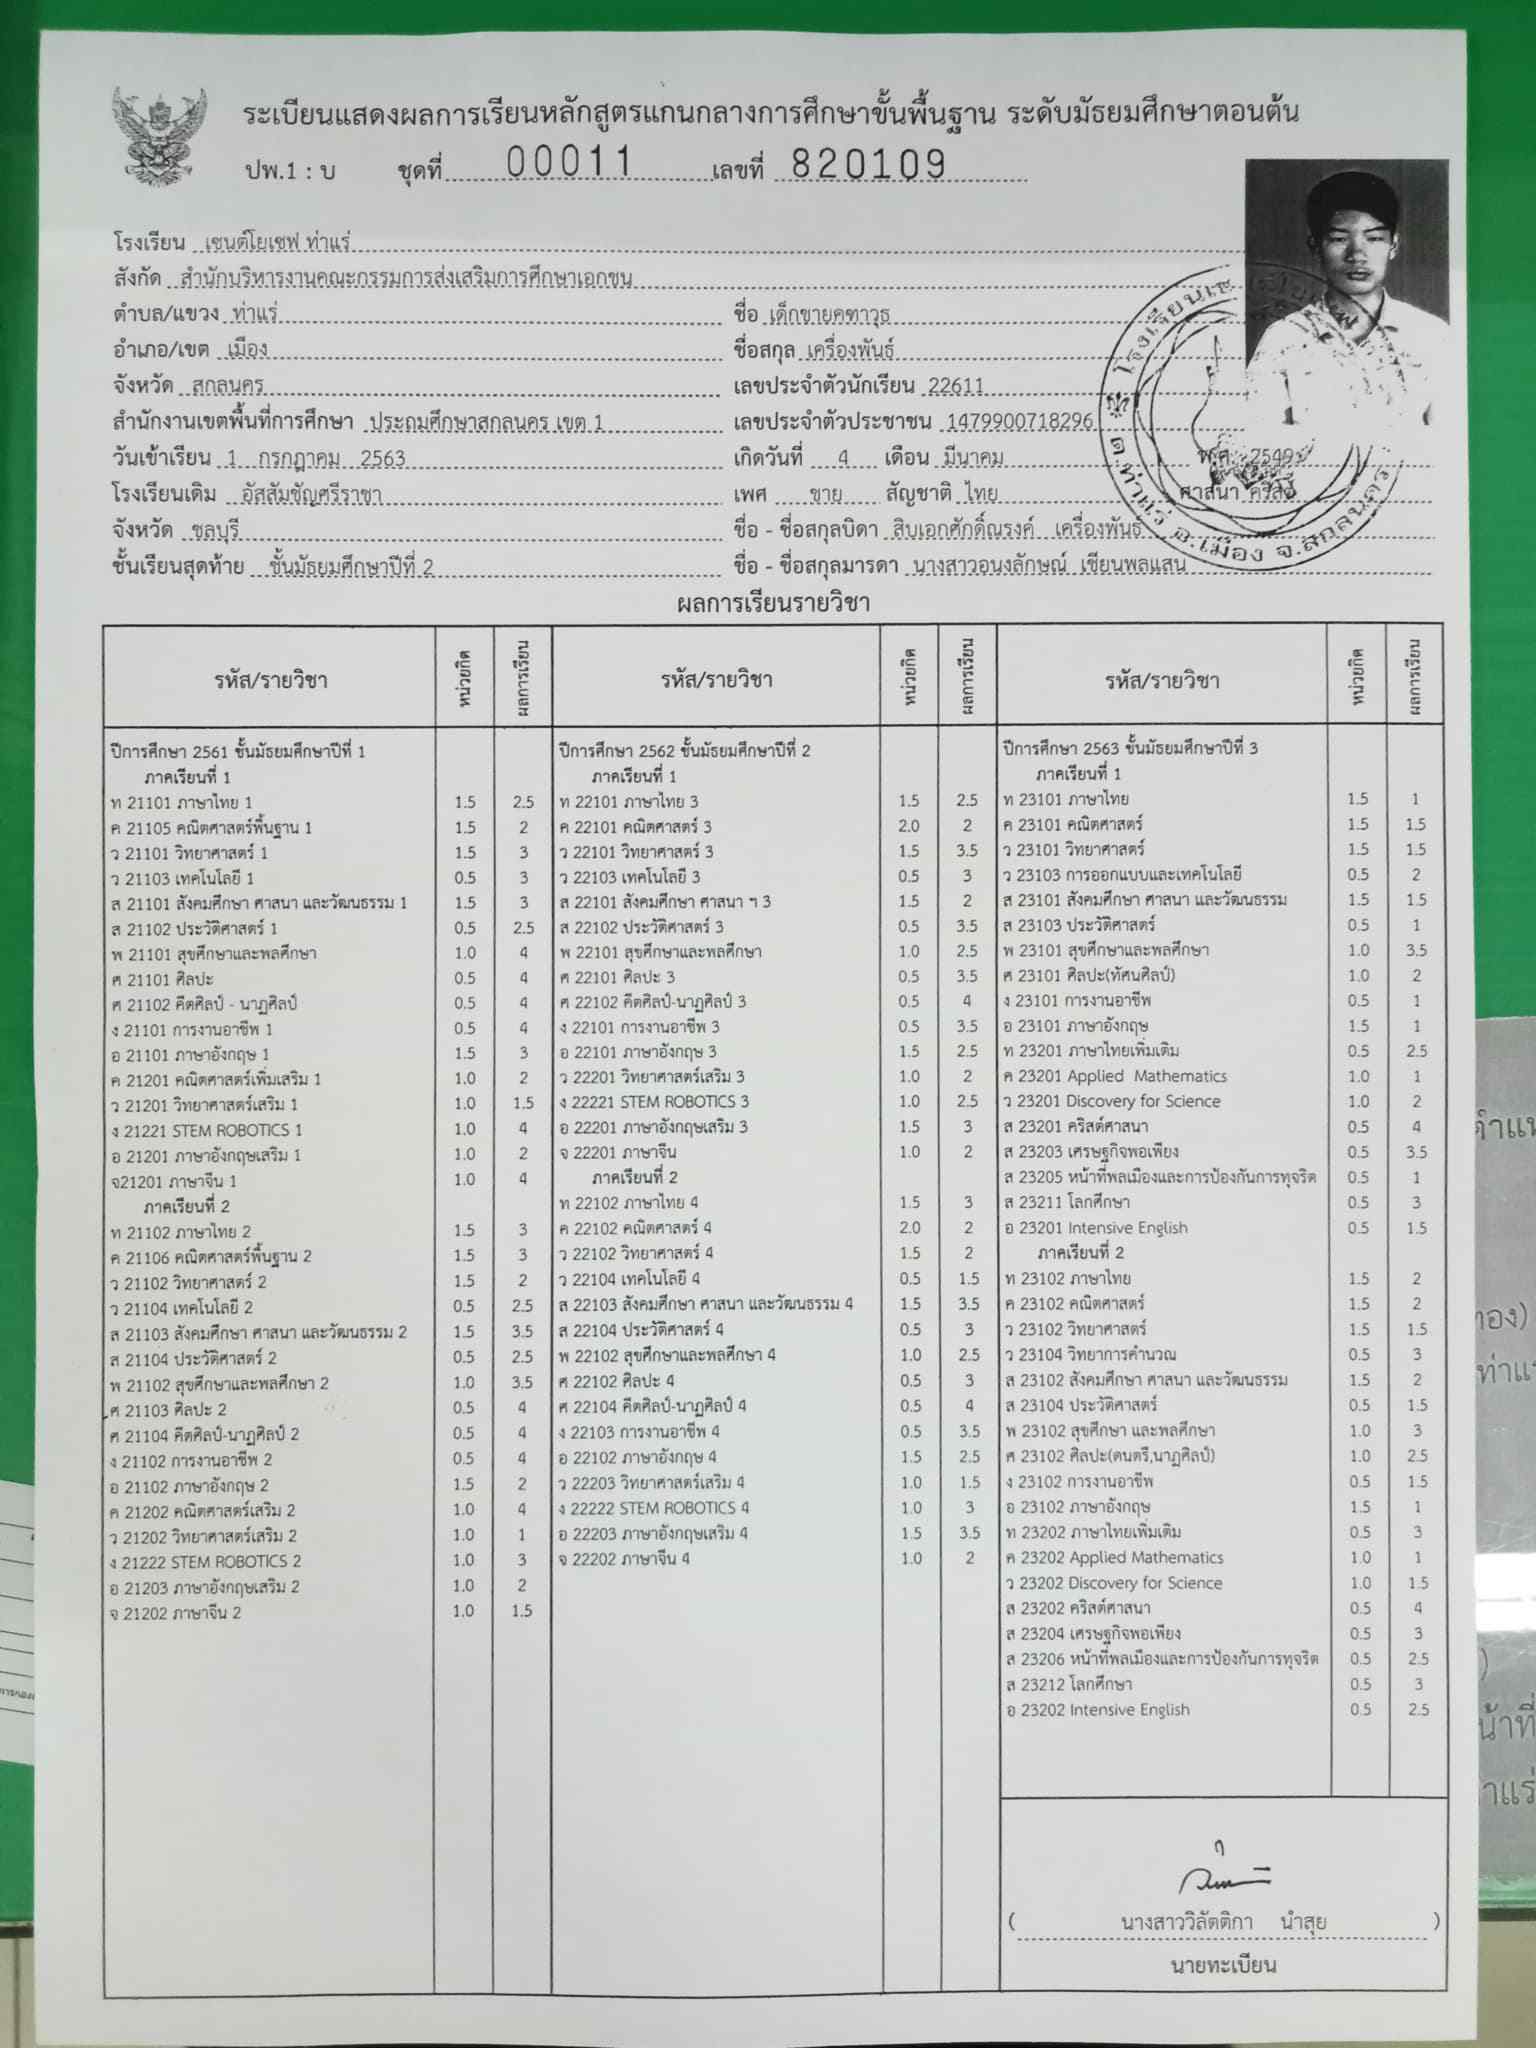 ระเบียนแสดงผลการเรียนหลักสูตรแกนกลางการศึกษาขั้นพื้นฐาน ระดับมัธยมศึกษาตอนต้น
ปพ.1 : บ ชุดที่ 00011 เลขที่ 820109
โรงเรียน เซนต์โยเซฟ ท่าแร่
สังกัด สำนักบริหารงานคณะกรรมการส่งเสริมการศึกษาเอกชน
ตำบล/แขวง ท่าแร่
อำเภอ/เขต เมือง
จังหวัด สกลนคร
สำนักงานเขตพื้นที่การศึกษา ประถมศึกษาสกลนคร เขต 1
วันเข้าเรียน 1 กรกฎาคม 2563
โรงเรียนเดิม อัสสัมชัญศรีราชา
จังหวัด ชลบุรี
ชั้นเรียนสุดท้าย ชั้นมัธยมศึกษาปีที่ 2
ชื่อ เด็กชายคฑาวุธ
ชื่อสกุล เครื่องพันธ์
เลขประจำตัวนักเรียน 22611
เลขประจำตัวประชาชน 1479900718296
เกิดวันที่ 4 เดือน มีนาคม พ.ศ. 2549
เพศ ชาย สัญชาติ ไทย ศาสนา คริสต์
ชื่อ - ชื่อสกุลบิดา สิบเอกศักดิ์ณรงค์ เครื่องพันธ์
ชื่อ - ชื่อสกุลมารดา นางสาวอนงลักษณ์ เชียนพลแสน
ต.ท่าแร่ อ.เมือง จ.สกลนคร
ผลการเรียนรายวิชา
รหัส/รายวิชา หน่วยกิต ผลการเรียน
ปีการศึกษา 2561 ชั้นมัธยมศึกษาปีที่ 1
ภาคเรียนที่ 1
ท 21101 ภาษาไทย 1 1.5 2.5
ค 21105 คณิตศาสตร์พื้นฐาน 1 1.5 2
ว 21101 วิทยาศาสตร์ 1 1.5 3
ว 21103 เทคโนโลยี 1 0.5 3
ส 21101 สังคมศึกษา ศาสนา และวัฒนธรรม 1 1.5 3
ส 21102 ประวัติศาสตร์ 1 0.5 2.5
พ 21101 สุขศึกษาและพลศึกษา 1.0 4
ศ 21101 ศิลปะ 0.5 4
ศ 21102 คีตศิลป์ - นาฏศิลป์ 0.5 4
ง 21101 การงานอาชีพ 1 0.5 4
อ 21101 ภาษาอังกฤษ 1 1.5 3
ค 21201 คณิตศาสตร์เพิ่มเสริม 1 1.0 2
ว 21201 วิทยาศาสตร์เสริม 1 1.0 1.5
ง 21221 STEM ROBOTICS 1 1.0 4
อ 21201 ภาษาอังกฤษเสริม 1 1.0 2
จ21201 ภาษาจีน 1 1.0 4
ภาคเรียนที่ 2
ท 21102 ภาษาไทย 2 1.5 3
ค 21106 คณิตศาสตร์พื้นฐาน 2 1.5 3
ว 21102 วิทยาศาสตร์ 2 1.5 2
ว 21104 เทคโนโลยี 2 0.5 2.5
ส 21103 สังคมศึกษา ศาสนา และวัฒนธรรม 2 1.5 3.5
ส 21104 ประวัติศาสตร์ 2 0.5 2.5
พ 21102 สุขศึกษาและพลศึกษา 2 1.0 3.5
ศ 21103 ศิลปะ 2 0.5 4
ศ 21104 คีตศิลป์-นาฏศิลป์ 2 0.5 4
ง 21102 การงานอาชีพ 2 0.5 4
อ 21102 ภาษาอังกฤษ 2 1.5 2
ค 21202 คณิตศาสตร์เสริม 2 1.0 4
ว 21202 วิทยาศาสตร์เสริม 2 1.0 1
ง 21222 STEM ROBOTICS 2 1.0 3
อ 21203 ภาษาอังกฤษเสริม 2 1.0 2
จ 21202 ภาษาจีน 2 1.0 1.5
รหัส/รายวิชา หน่วยกิต ผลการเรียน
ปีการศึกษา 2562 ชั้นมัธยมศึกษาปีที่ 2
ภาคเรียนที่ 1
ท 22101 ภาษาไทย 3 1.5 2.5
ค 22101 คณิตศาสตร์ 3 2.0 2
ว 22101 วิทยาศาสตร์ 3 1.5 3.5
ว 22103 เทคโนโลยี 3 0.5 3
ส 22101 สังคมศึกษา ศาสนา ฯ 3 1.5 2
ส 22102 ประวัติศาสตร์ 3 0.5 3.5
พ 22101 สุขศึกษาและพลศึกษา 1.0 2.5
ศ 22101 ศิลปะ 3 0.5 3.5
ศ 22102 คีตศิลป์-นาฏศิลป์ 3 0.5 4
ง 22101 การงานอาชีพ 3 0.5 3.5
อ 22101 ภาษาอังกฤษ 3 1.5 2.5
ว 22201 วิทยาศาสตร์เสริม 3 1.0 2
ง 22221 STEM ROBOTICS 3 1.0 2.5
อ 22201 ภาษาอังกฤษเสริม 3 1.5 3
จ 22201 ภาษาจีน 1.0 2
ภาคเรียนที่ 2
ท 22102 ภาษาไทย 4 1.5 3
ค 22102 คณิตศาสตร์ 4 2.0 2
ว 22102 วิทยาศาสตร์ 4 1.5 2
ว 22104 เทคโนโลยี 4 0.5 1.5
ส 22103 สังคมศึกษา ศาสนา และวัฒนธรรม 4 1.5 3.5
ส 22104 ประวัติศาสตร์ 4 0.5 3
พ 22102 สุขศึกษาและพลศึกษา 4 1.0 2.5
ศ 22102 ศิลปะ 4 0.5 3
ศ 22104 คีตศิลป์-นาฏศิลป์ 4 0.5 4
ง 22103 การงานอาชีพ 4 0.5 3.5
อ 22102 ภาษาอังกฤษ 4 1.5 2.5
ว 22203 วิทยาศาสตร์เสริม 4 1.0 1.5
ง 22222 STEM ROBOTICS 4 1.0 3
อ 22203 ภาษาอังกฤษเสริม 4 1.5 3.5
จ 22202 ภาษาจีน 4 1.0 2
รหัส/รายวิชา หน่วยกิต ผลการเรียน
ปีการศึกษา 2563 ชั้นมัธยมศึกษาปีที่ 3
ภาคเรียนที่ 1
ท 23101 ภาษาไทย 1.5 1
ค 23101 คณิตศาสตร์ 1.5 1.5
ว 23101 วิทยาศาสตร์ 1.5 1.5
ว 23103 การออกแบบและเทคโนโลยี 0.5 2
ส 23101 สังคมศึกษา ศาสนา และวัฒนธรรม 1.5 1.5
ส 23103 ประวัติศาสตร์ 0.5 1
พ 23101 สุขศึกษาและพลศึกษา 1.0 3.5
ศ 23101 ศิลปะ(ทัศนศิลป์) 1.0 2
ง 23101 การงานอาชีพ 0.5 1
อ 23101 ภาษาอังกฤษ 1.5 1
ท 23201 ภาษาไทยเพิ่มเติม 0.5 2.5
ค 23201 Applied Mathematics 1.0 1
ว 23201 Discovery for Science 1.0 2
ส 23201 คริสต์ศาสนา 0.5 4
ส 23203 เศรษฐกิจพอเพียง 0.5 3.5
ส 23205 หน้าที่พลเมืองและการป้องกันการทุจริต 0.5 1
ส 23211 โลกศึกษา 0.5 3
อ 23201 Intensive English 0.5 1.5
ภาคเรียนที่ 2
ท 23102 ภาษาไทย 1.5 2
ค 23102 คณิตศาสตร์ 1.5 2
ว 23102 วิทยาศาสตร์ 1.5 1.5
ว 23104 วิทยาการคำนวณ 0.5 3
ส 23102 สังคมศึกษา ศาสนา และวัฒนธรรม 1.5 2
ส 23104 ประวัติศาสตร์ 0.5 1.5
พ 23102 สุขศึกษา และพลศึกษา 1.0 3
ศ 23102 ศิลปะ(ดนตรี,นาฏศิลป์) 1.0 2.5
ง 23102 การงานอาชีพ 0.5 1.5
อ 23102 ภาษาอังกฤษ 1.5 1
ท 23202 ภาษาไทยเพิ่มเติม 0.5 3
ค 23202 Applied Mathematics 1.0 1
ว 23202 Discovery for Science 1.0 1.5
ส 23202 คริสต์ศาสนา 0.5 4
ส 23204 เศรษฐกิจพอเพียง 0.5 3
ส 23206 หน้าที่พลเมืองและการป้องกันการทุจริต 0.5 2.5
ส 23212 โลกศึกษา 0.5 3
อ 23202 Intensive English 0.5 2.5
( นางสาววิลัตติกา นำสุย )
นายทะเบียน